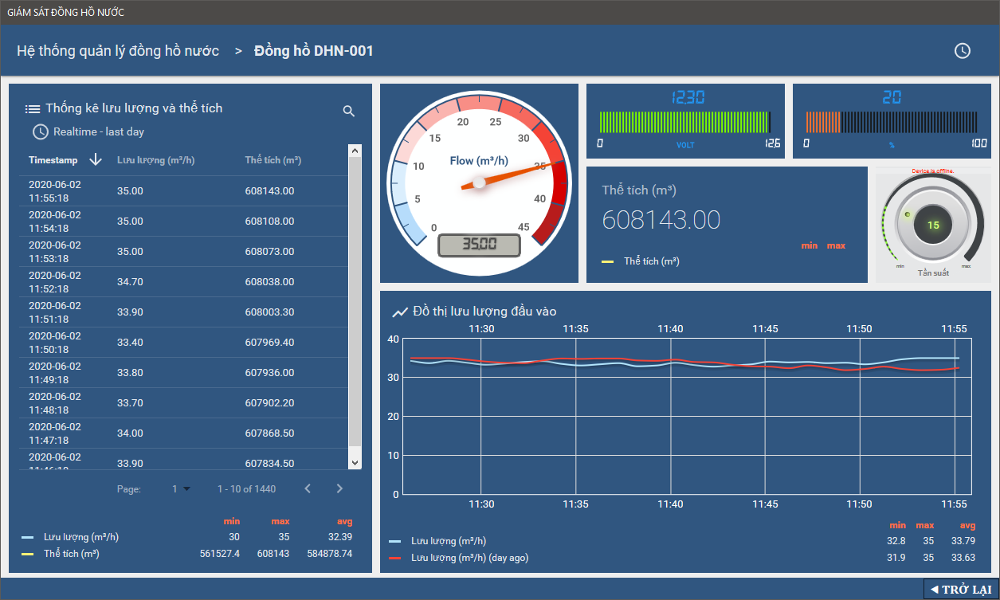 GIÁM SÁT ĐỒNG HỒ NƯỚC
Hệ thống quản lý đồng hồ nước > Đồng hồ DHN-001
Thống kê lưu lượng và thể tích
Realtime - last day
Timestamp Lưu lượng (m³/h) Thể tích (m³)
2020-06-02
11:55:18 35.00 608143.00
2020-06-02
11:54:18 35.00 608108.00
2020-06-02
11:53:18 35.00 608073.00
2020-06-02
11:52:18 34.70 608038.00
2020-06-02
11:51:18 33.90 608003.30
2020-06-02
11:50:18 33.40 607969.40
2020-06-02
11:49:18 33.80 607936.00
2020-06-02
11:48:18 33.70 607902.20
2020-06-02
11:47:18 34.00 607868.50
2020-06-02
11:46:18 33.90 607834.50
Page: 1 1 - 10 of 1440
min max avg
Lưu lượng (m³/h) 30 35 32.39
Thể tích (m³) 561527.4 608143 584878.74
0 5 10 15 20 25 30 35 40 45
Flow (m³/h)
35.00
12.30
0 VOLT 12.6
20
0 % 100
Thể tích (m³)
608143.00
min max
Thể tích (m³)
Device is offline.
15
min max
Tần suất
Đồ thị lưu lượng đầu vào
11:30 11:35 11:40 11:45 11:50 11:55
40
30
20
10
0
11:30 11:35 11:40 11:45 11:50 11:55
min max avg
Lưu lượng (m³/h) 32.8 35 33.79
Lưu lượng (m³/h) (day ago) 31.9 35 33.63
TRỞ LẠI